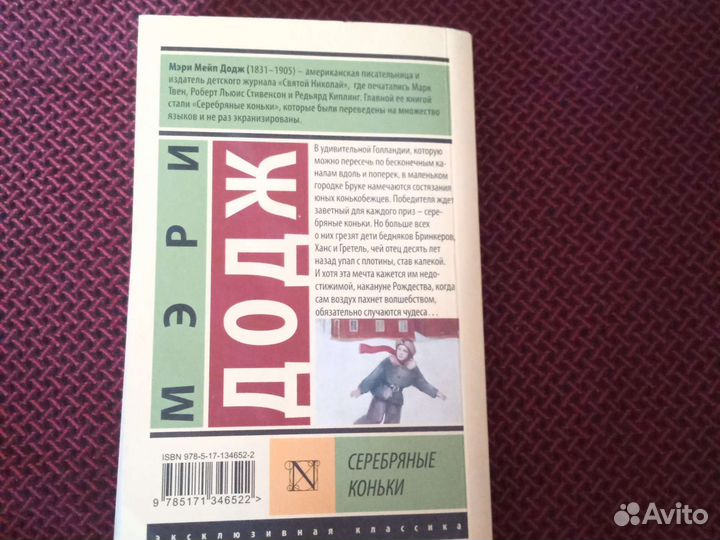 Мэри Мейп Додж (1831–1905) – американская писательница и
издатель детского журнала «Святой Николай», где печатались Марк
Твен, Роберт Льюис Стивенсон и Редьярд Киплинг. Главной ее книгой
стали «Серебряные коньки», которые были переведены на множество
языков и не раз экранизированы.
МЭРИ
ДОДЖ
В удивительной Голландии, которую
можно пересечь по бесконечным ка-
налам вдоль и поперек, в маленьком
городке Бруке намечаются состязания
юных конькобежцев. Победителя ждет
заветный для каждого приз – сере-
бряные коньки. Но больше всех
о них грезят дети бедняков Бринкеров,
Ханс и Гретель, чей отец десять лет
назад упал с плотины, став калекой.
И хотя эта мечта кажется им недо-
стижимой, накануне Рождества, когда
сам воздух пахнет волшебством,
обязательно случаются чудеса...
ISBN 978-5-17-134652-2
9 785171 346522 >
N
СЕРЕБРЯНЫЕ
КОНЬКИ
эксклюзивная классика
Avito